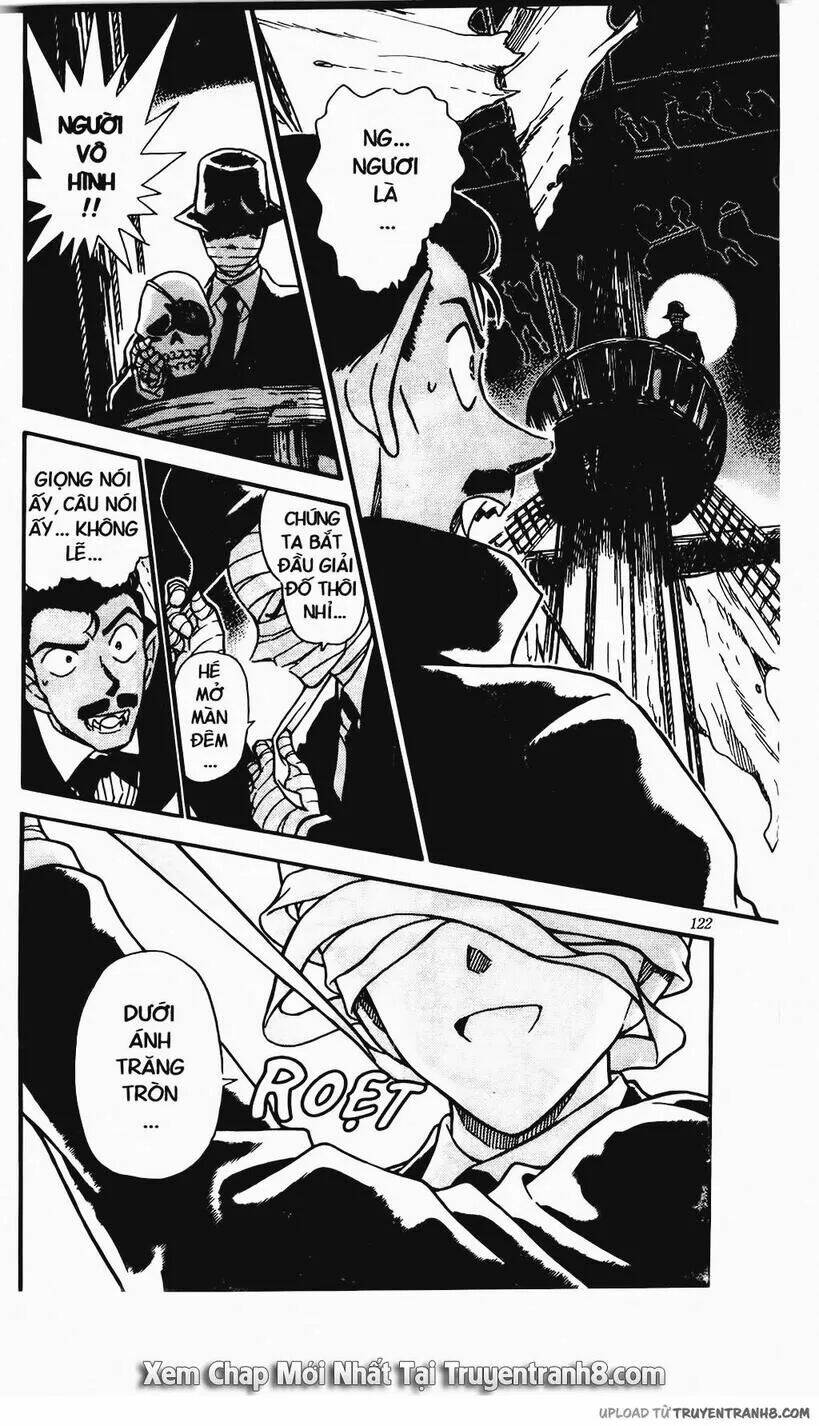 NG...
NGƯƠI
LÀ
...
NGƯỜI
VÔ
HÌNH
!!
CHÚNG
TA BẮT
ĐẦU GIẢI
ĐỐ THÔI
NHỈ...
HÉ
MỞ
MÀN
ĐÊM
...
GIỌNG NÓI
ẤY, CÂU NÓI
ẤY... KHÔNG
LẼ...
122
DƯỚI
ÁNH
TRĂNG
TRÒN
...
ROẸT
Xem Chap Mới Nhất Tại Truyentranh8.com
UPLOAD TỪ TRUYENTRANH8.COM